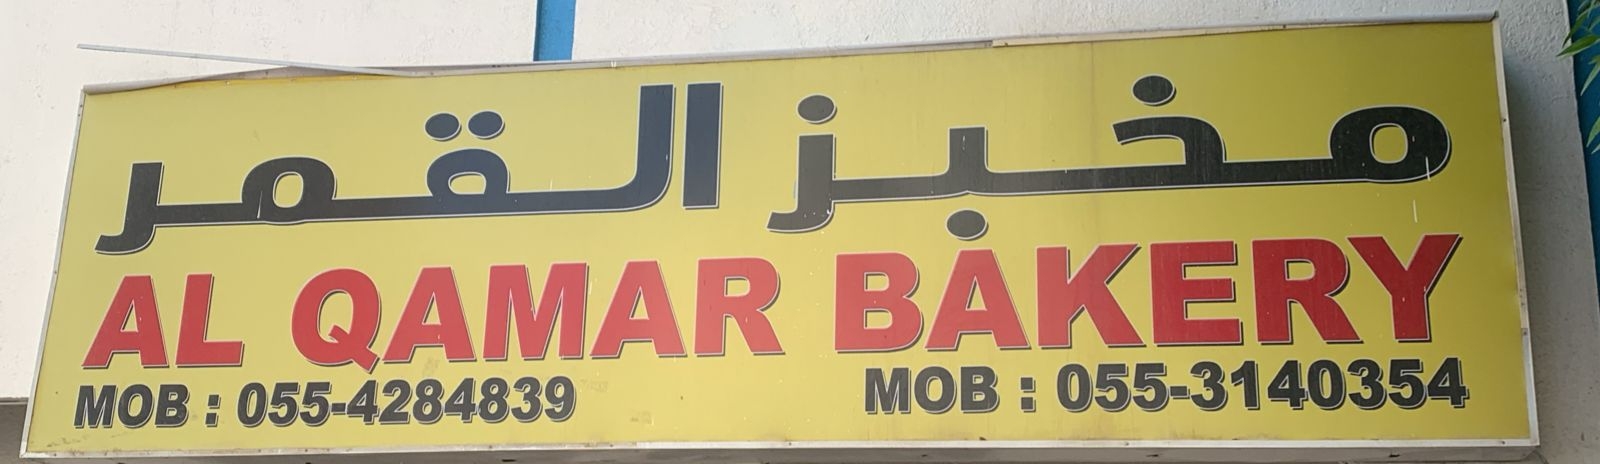 مخبز القمر
AL QAMAR BAKERY
MOB : 055-4284839 MOB : 055-3140354